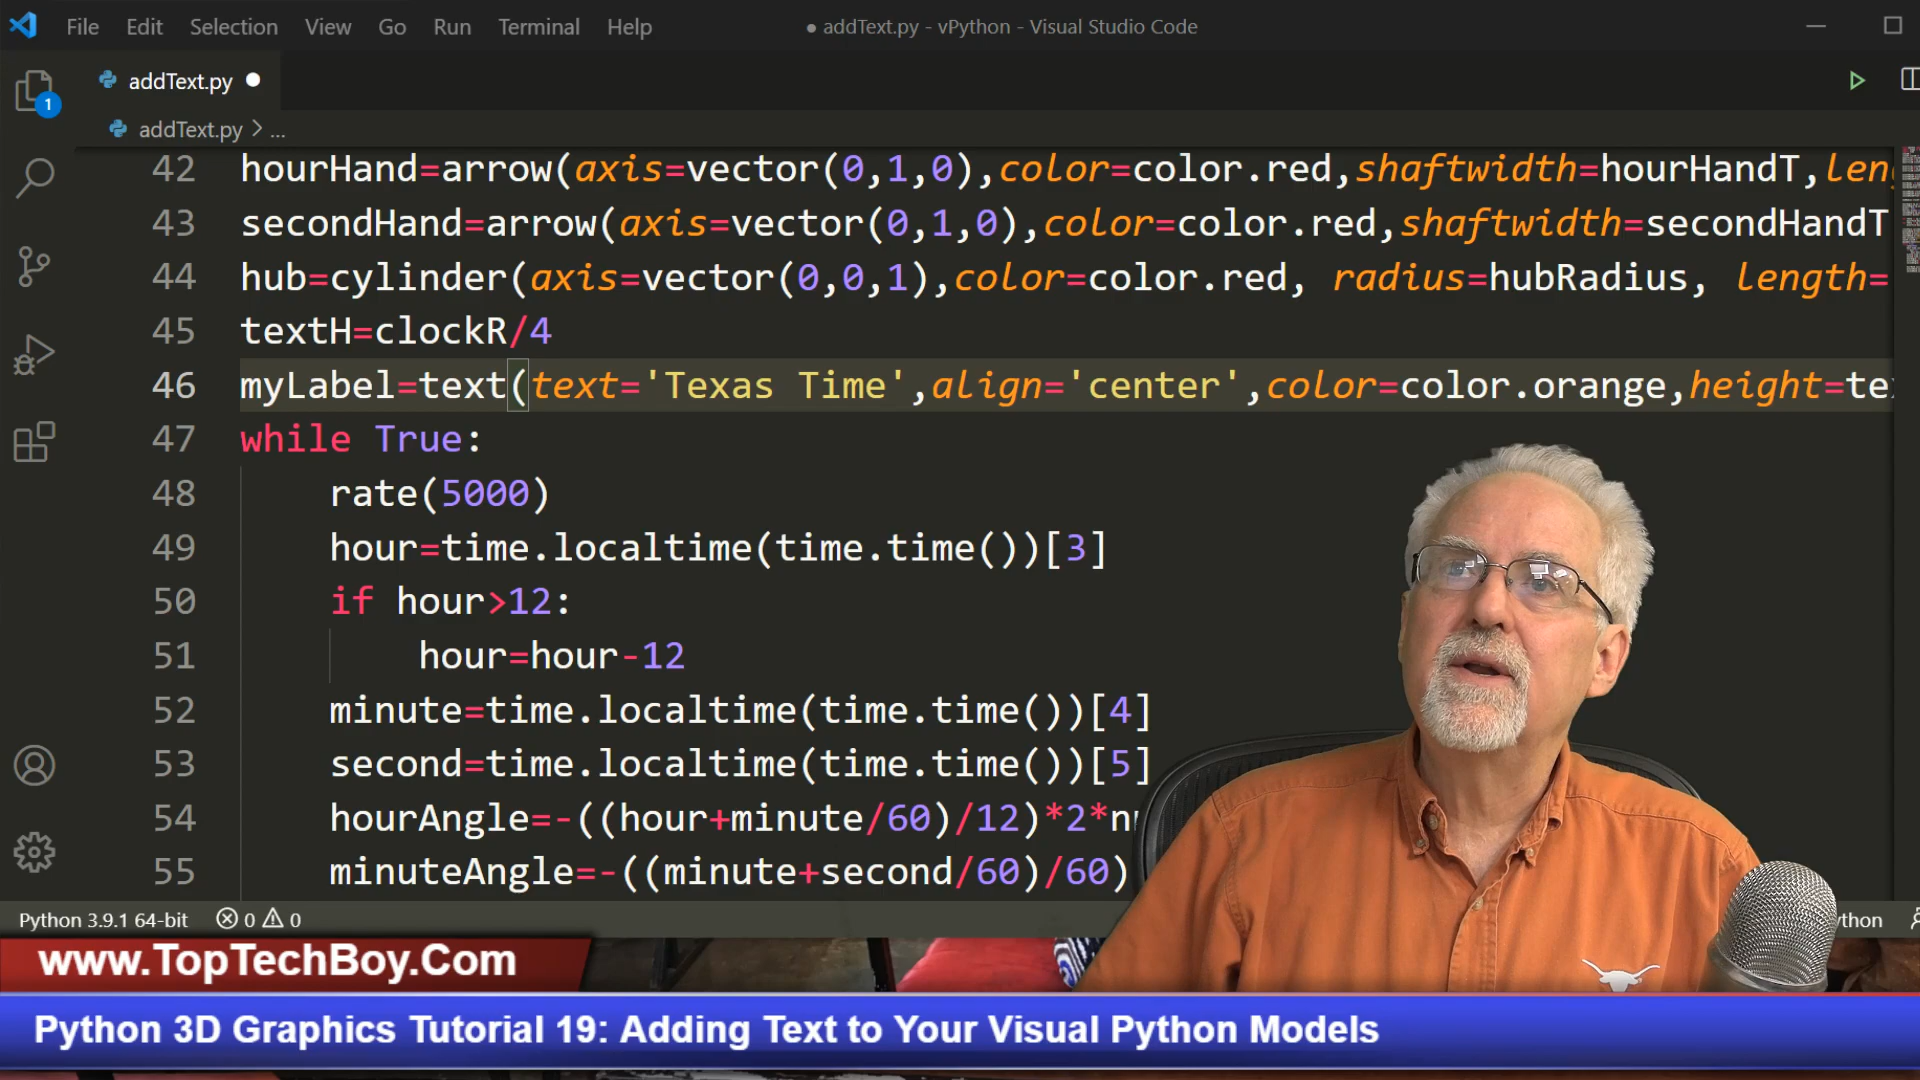 File Edit Selection View Go Run Terminal Help
● addText.py - vPython - Visual Studio Code
addText.py
1
addText.py > ...
42 hourHand=arrow(axis=vector(0,1,0),color=color.red,shaftwidth=hourHandT,leng
43 secondHand=arrow(axis=vector(0,1,0),color=color.red,shaftwidth=secondHandT
44 hub=cylinder(axis=vector(0,0,1),color=color.red, radius=hubRadius, length=
45 textH=clockR/4
46 myLabel=text(text='Texas Time',align='center',color=color.orange,height=te
47 while True:
48 rate(5000)
49 hour=time.localtime(time.time())[3]
50 if hour>12:
51 hour=hour-12
52 minute=time.localtime(time.time())[4]
53 second=time.localtime(time.time())[5]
54 hourAngle=-((hour+minute/60)/12)*2*n
55 minuteAngle=-((minute+second/60)/60)
Python 3.9.1 64-bit 0 0
thon
www.TopTechBoy.Com
Python 3D Graphics Tutorial 19: Adding Text to Your Visual Python Models